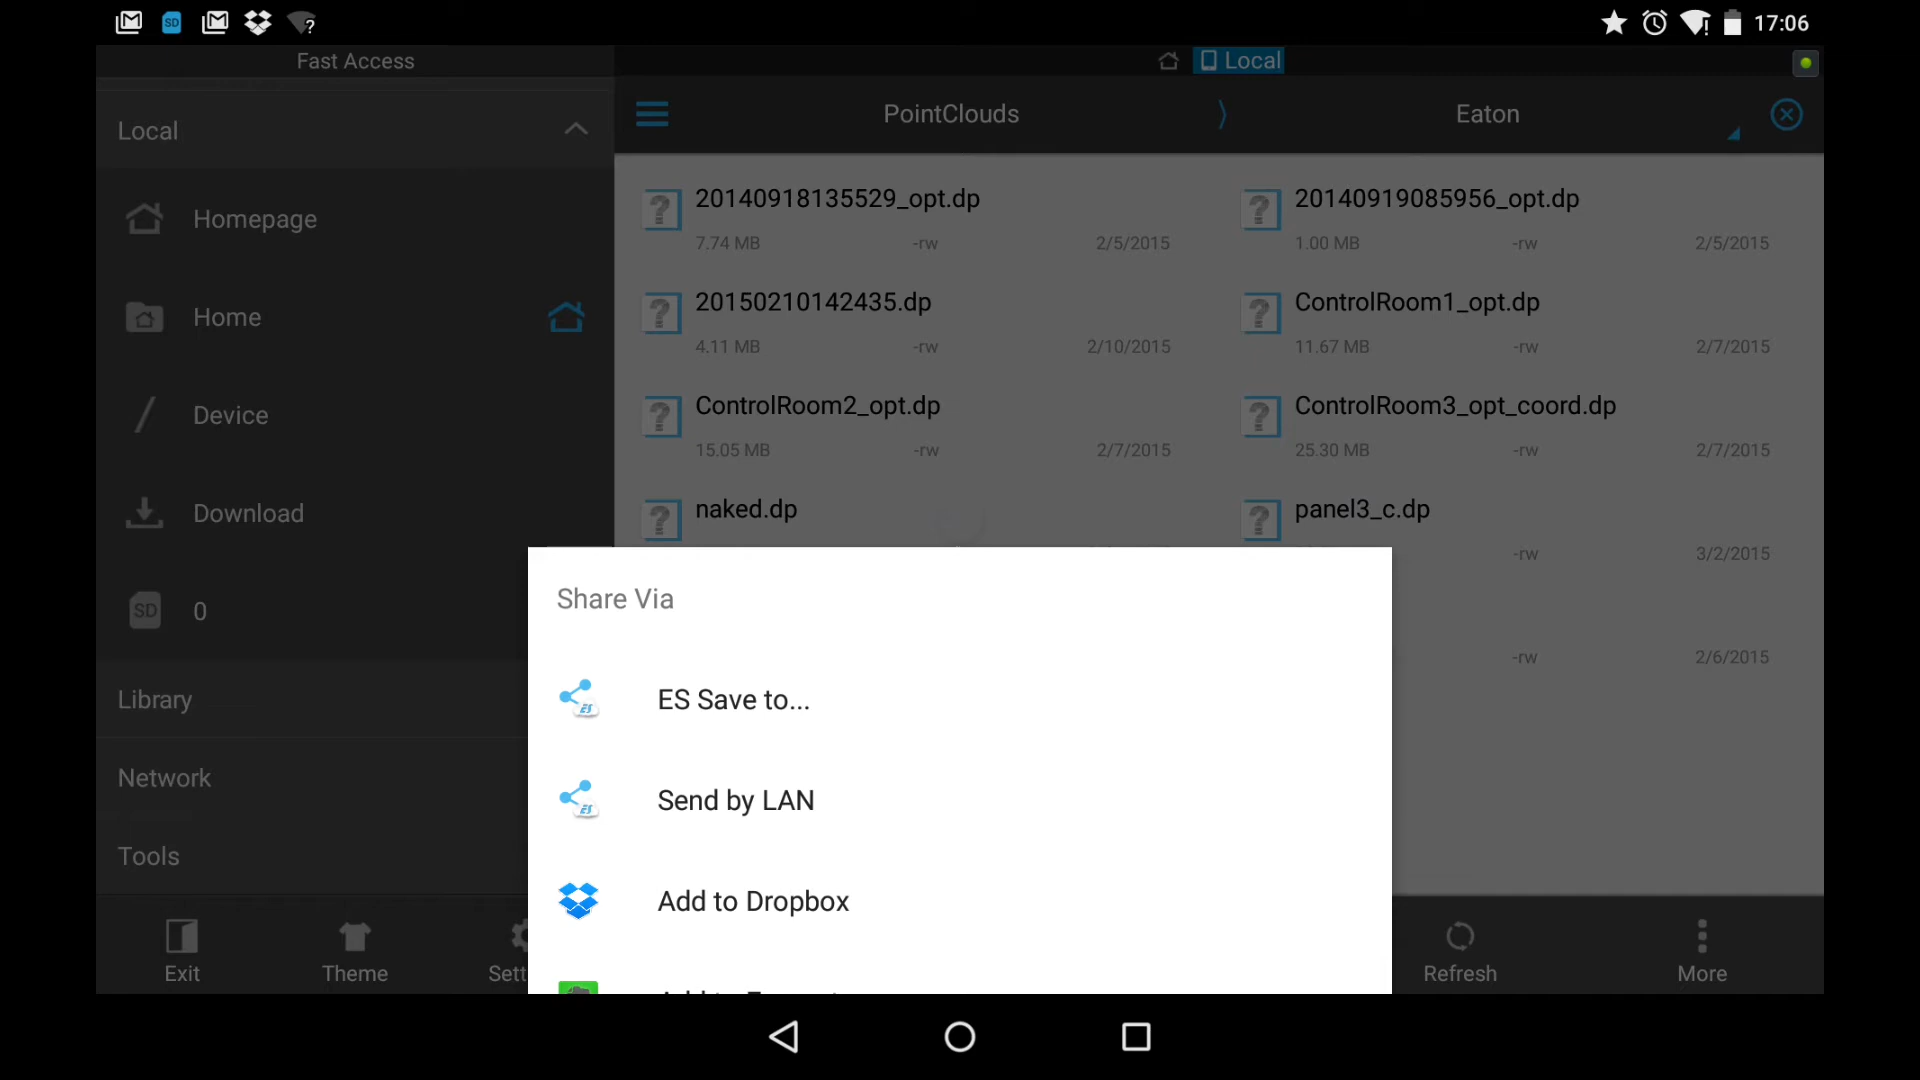 17:06
Fast Access
Local
Local
PointClouds
Eaton
Homepage
Home
Device
Download
SD 0
Library
Network
Tools
20140918135529_opt.dp
7.74 MB -rw 2/5/2015
20140919085956_opt.dp
1.00 MB -rw 2/5/2015
20150210142435.dp
4.11 MB -rw 2/10/2015
ControlRoom1_opt.dp
11.67 MB -rw 2/7/2015
ControlRoom2_opt.dp
15.05 MB -rw 2/7/2015
ControlRoom3_opt_coord.dp
25.30 MB -rw 2/7/2015
naked.dp
panel3_c.dp
-rw 3/2/2015
-rw 2/6/2015
Share Via
ES Save to...
Send by LAN
Add to Dropbox
Exit
Theme
Sett
Refresh
More